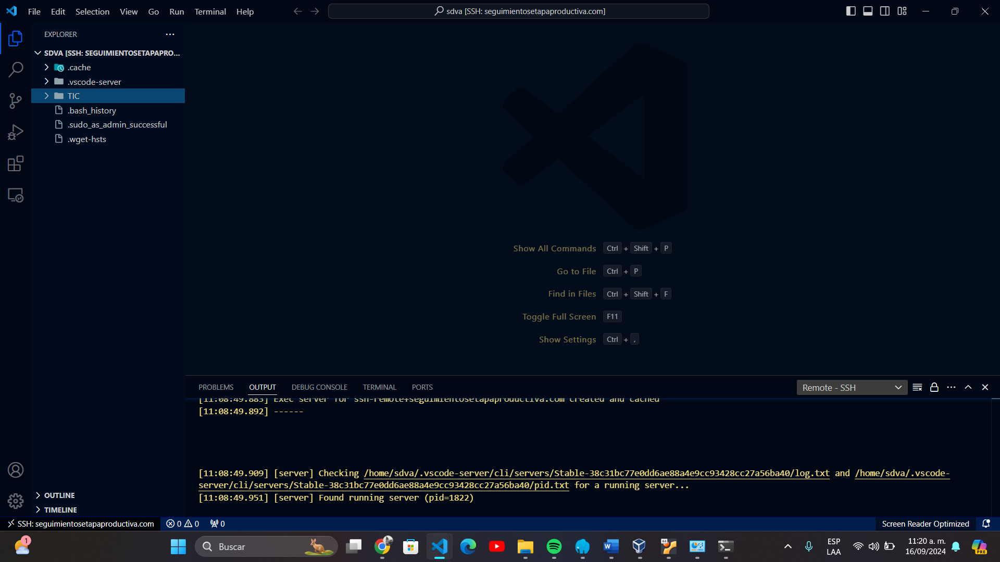 File Edit Selection View Go Run Terminal Help
sdva [SSH: seguimientosetapaproductiva.com]
EXPLORER
SDVA [SSH: SEGUIMIENTOSETAPAPRO...
.cache
.vscode-server
TIC
.bash_history
.sudo_as_admin_successful
.wget-hsts
Show All Commands Ctrl + Shift + P
Go to File Ctrl + P
Find in Files Ctrl + Shift + F
Toggle Full Screen F11
Show Settings Ctrl + ,
PROBLEMS OUTPUT DEBUG CONSOLE TERMINAL PORTS
Remote - SSH
[11:08:49.883] Exec server for ssh-remote+seguimientosetapaproductiva.com created and cached
[11:08:49.892] ------
[11:08:49.909] [server] Checking /home/sdva/.vscode-server/cli/servers/Stable-38c31bc77e0dd6ae88a4e9cc93428cc27a56ba40/log.txt and /home/sdva/.vscode-
server/cli/servers/Stable-38c31bc77e0dd6ae88a4e9cc93428cc27a56ba40/pid.txt for a running server...
[11:08:49.951] [server] Found running server (pid=1822)
OUTLINE
TIMELINE
SSH: seguimientosetapaproductiva.com 0 0 0
Screen Reader Optimized
1
Buscar
ESP
LAA
11:20 a. m.
16/09/2024
PRE